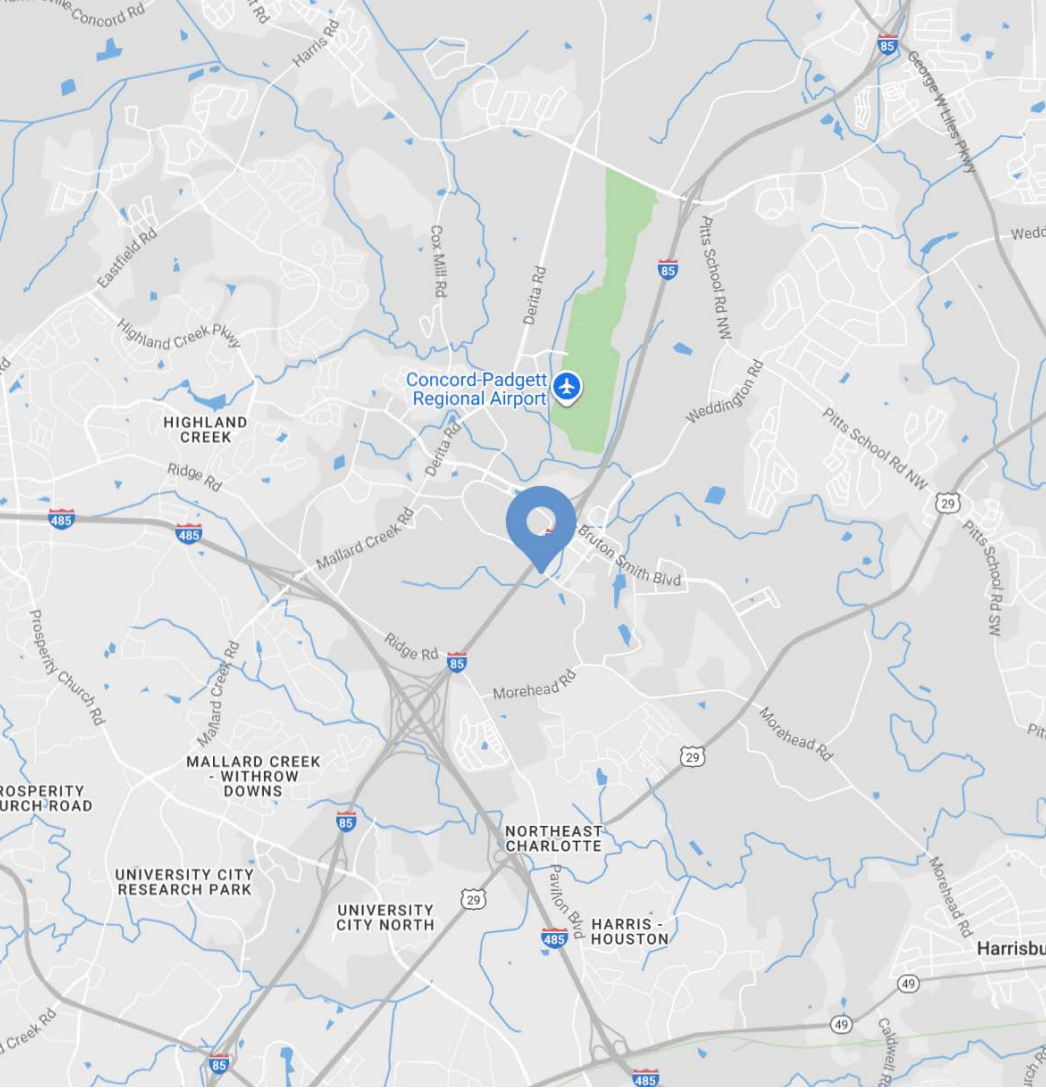 -Concord Rd
Harris Rd
85
George W Liles Pkwy
Eastfield Rd
Cox Mill Rd
Derita Rd
85
Pitts School Rd NW
Highland Creek Pkwy
Concord-Padgett
Regional Airport
Weddington Rd
HIGHLAND
CREEK
Derita Rd
Pitts School Rd NW
Ridge Rd
29
485
485
Mallard Creek Rd
Bruton Smith Blvd
Pitts School Rd SW
Prosperity Church Rd
Mallard Creek Rd
Ridge Rd
85
Morehead Rd
Morehead Rd
29
MALLARD CREEK
- WITHROW
DOWNS
ROSPERITY
URCH ROAD
85
NORTHEAST
CHARLOTTE
UNIVERSITY CITY
RESEARCH PARK
Pavilion Blvd
Morehead Rd
29
UNIVERSITY
CITY NORTH
HARRIS -
HOUSTON
485
Harrisbu
49
49
d Creek Rd
Caldwell R
85
485